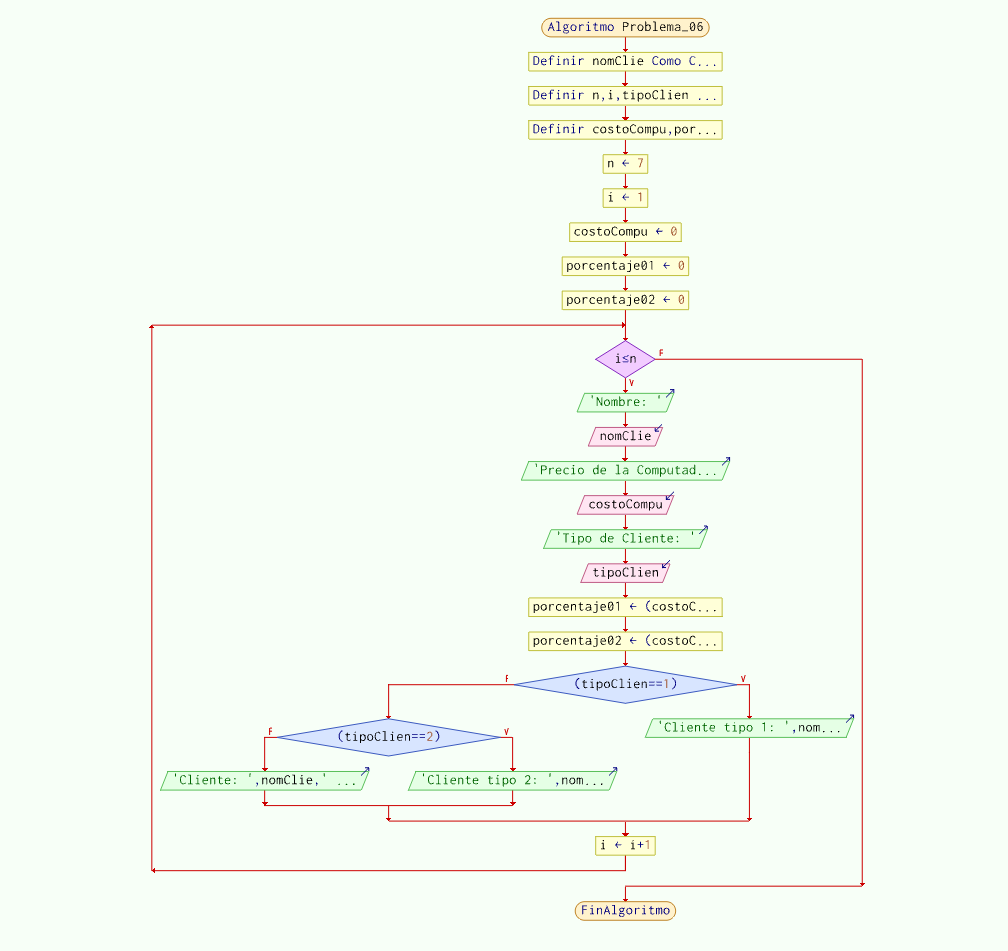 Algoritmo Problema_06
Definir nomClie Como C...
Definir n,i,tipoClien ...
Definir costoCompu,por...
n ← 7
i ← 1
costoCompu ← 0
porcentaje01 ← 0
porcentaje02 ← 0
i≤n
F
V
'Nombre: '
nomClie
'Precio de la Computad...
costoCompu
'Tipo de Cliente: '
tipoClien
porcentaje01 ← (costoC...
porcentaje02 ← (costoC...
F
(tipoClien==1)
V
'Cliente tipo 1: ',nom...
F
(tipoClien==2)
V
'Cliente: ',nomClie,' ...
'Cliente tipo 2: ',nom...
i ← i+1
FinAlgoritmo